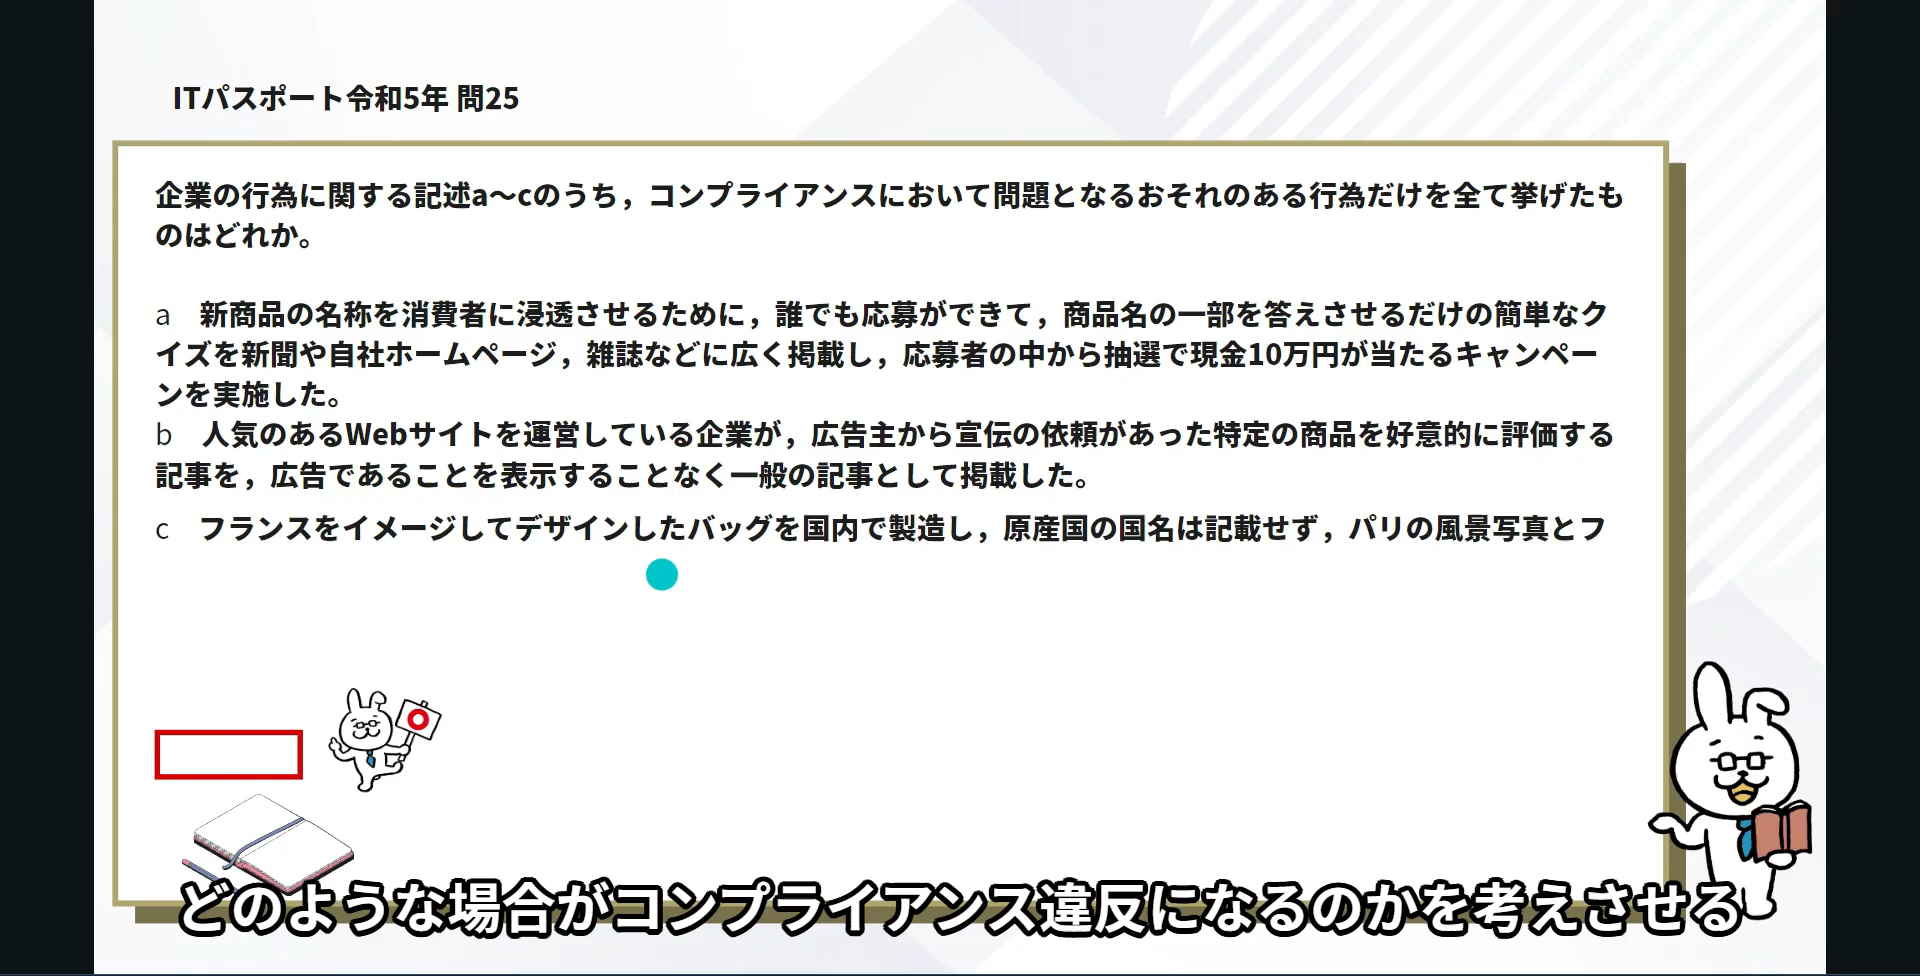 ITパスポート令和5年 問25
企業の行為に関する記述a～cのうち，コンプライアンスにおいて問題となるおそれのある行為だけを全て挙げたも
のはどれか。
a　新商品の名称を消費者に浸透させるために，誰でも応募ができて，商品名の一部を答えさせるだけの簡単なク
イズを新聞や自社ホームページ，雑誌などに広く掲載し，応募者の中から抽選で現金10万円が当たるキャンペー
ンを実施した。
b　人気のあるWebサイトを運営している企業が，広告主から宣伝の依頼があった特定の商品を好意的に評価する
記事を，広告であることを表示することなく一般の記事として掲載した。
c　フランスをイメージしてデザインしたバッグを国内で製造し，原産国の国名は記載せず，パリの風景写真とフ
どのような場合がコンプライアンス違反になるのかを考えさせる